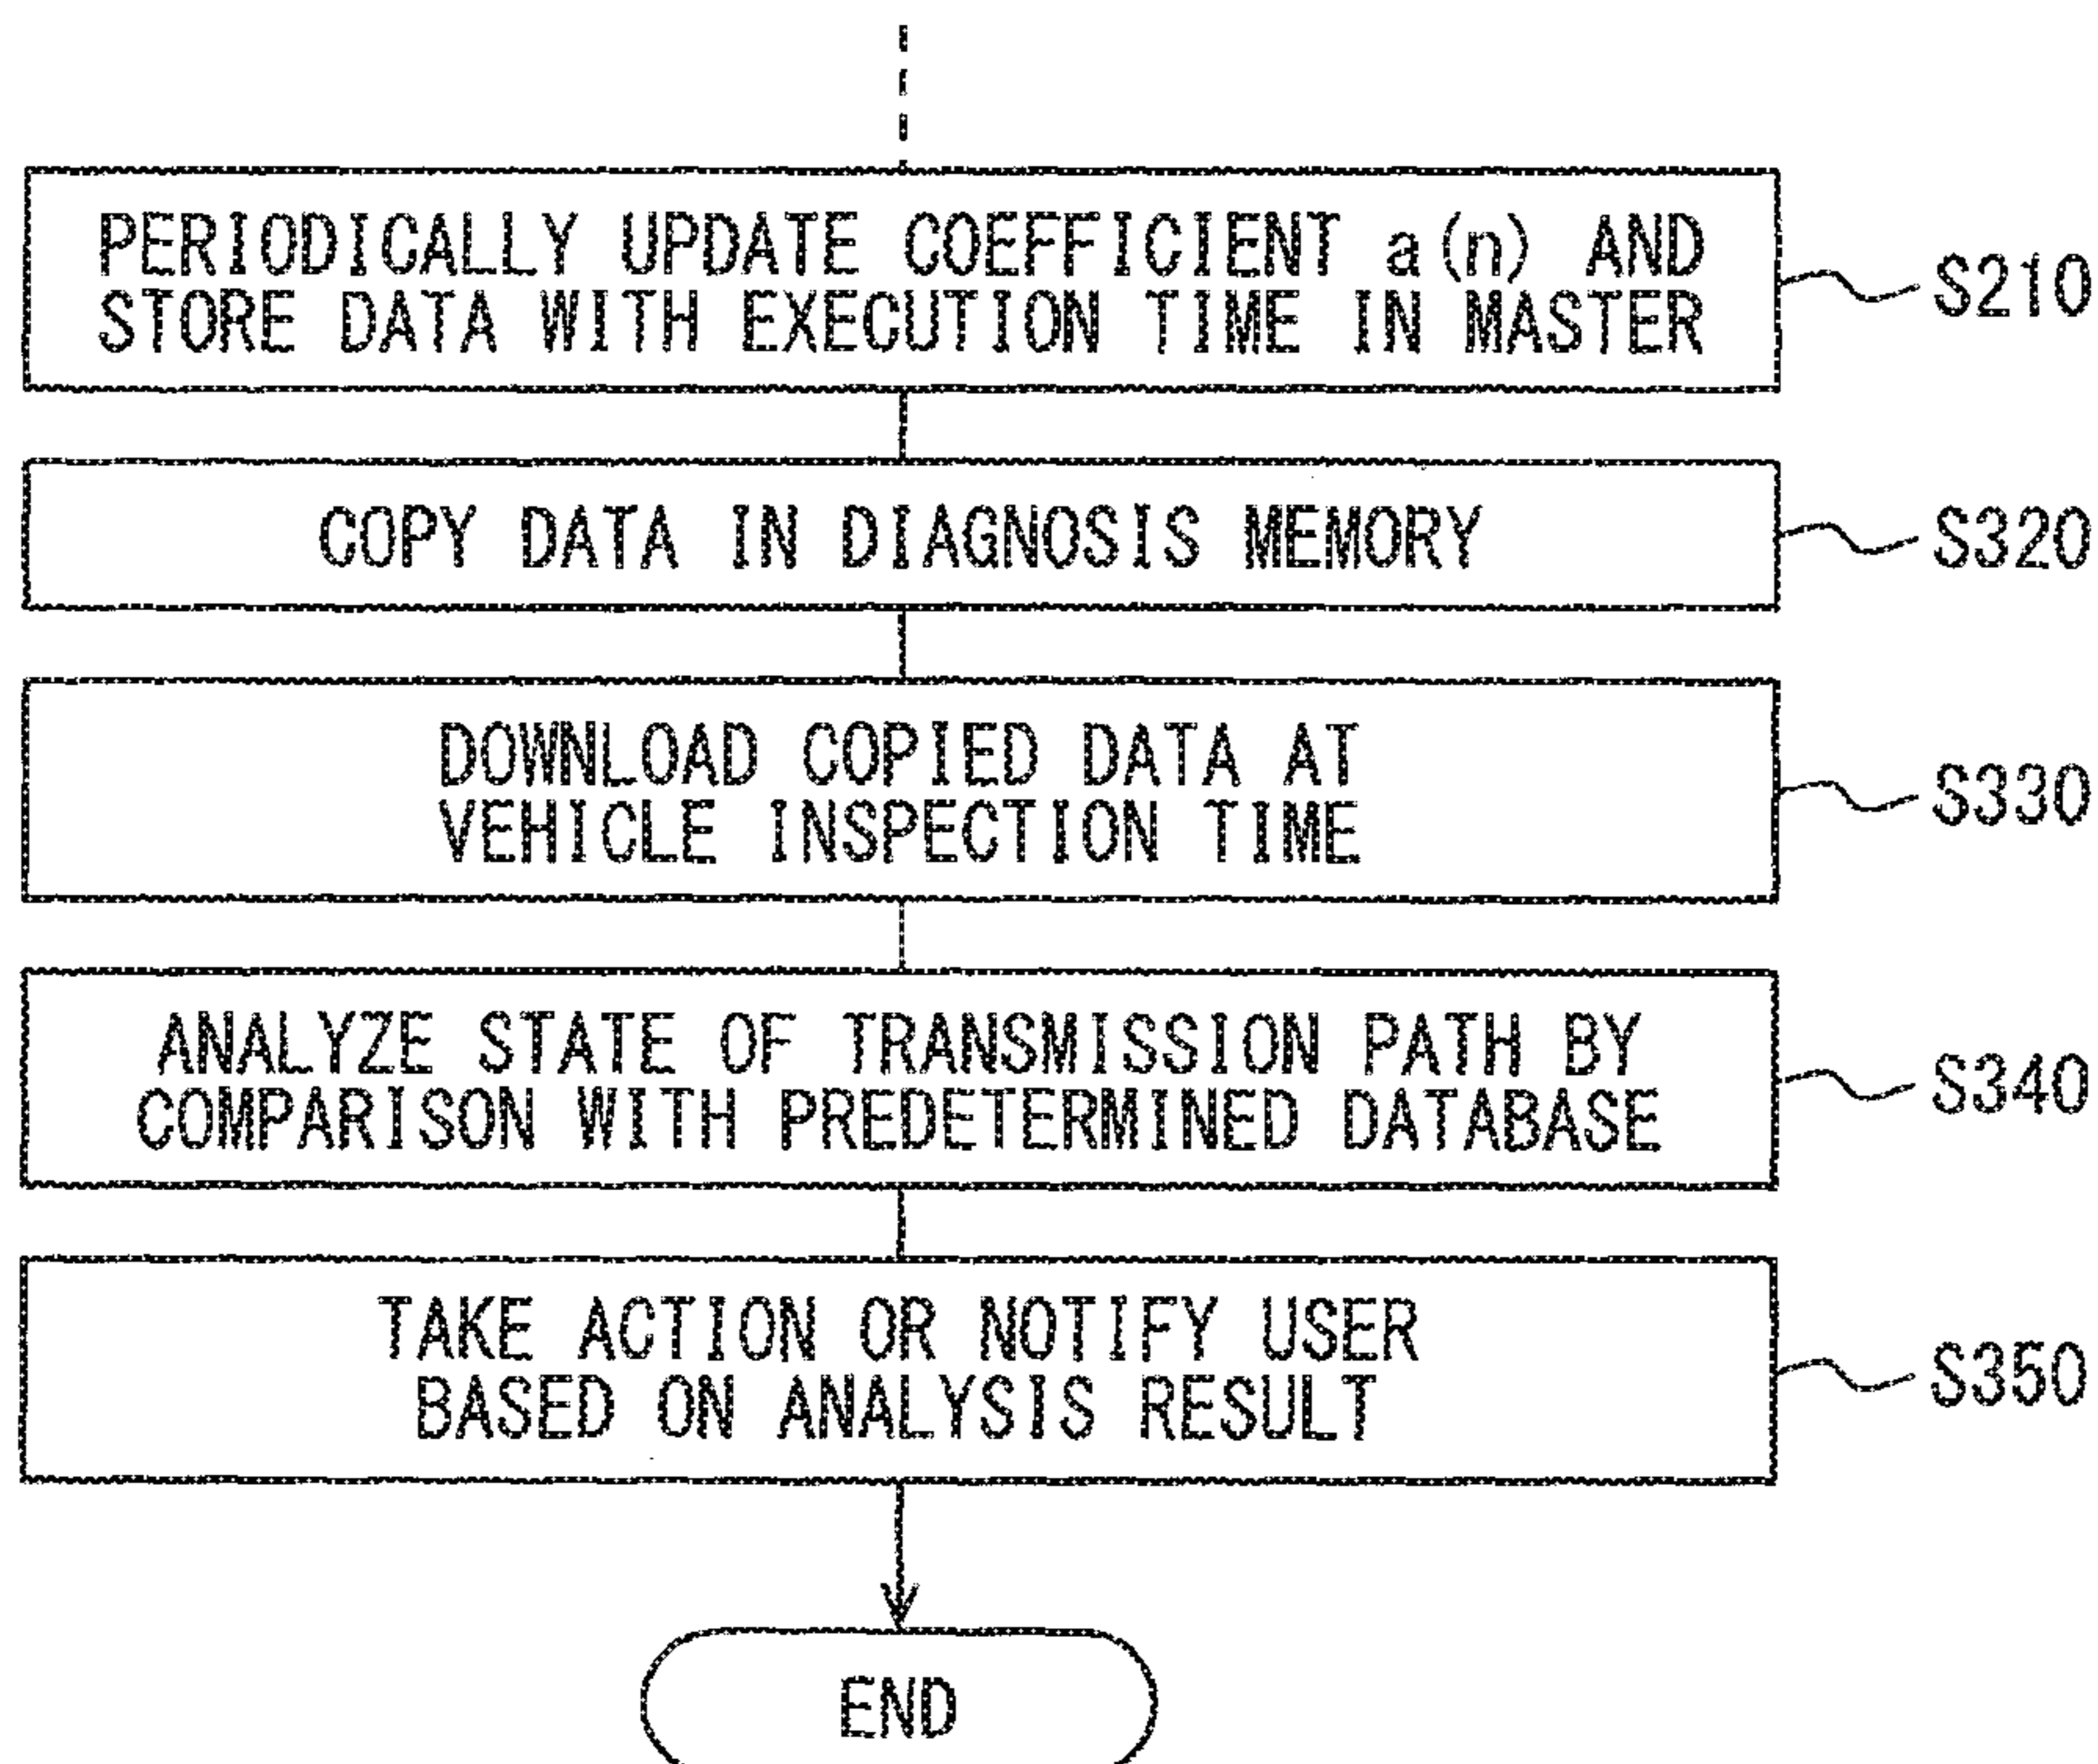 PERIODICALLY UPDATE COEFFICIENT a(n) AND
STORE DATA WITH EXECUTION TIME IN MASTER
S210
COPY DATA IN DIAGNOSIS MEMORY
S320
DOWNLOAD COPIED DATA AT
VEHICLE INSPECTION TIME
S330
ANALYZE STATE OF TRANSMISSION PATH BY
COMPARISON WITH PREDETERMINED DATABASE
S340
TAKE ACTION OR NOTIFY USER
BASED ON ANALYSIS RESULT
S350
END